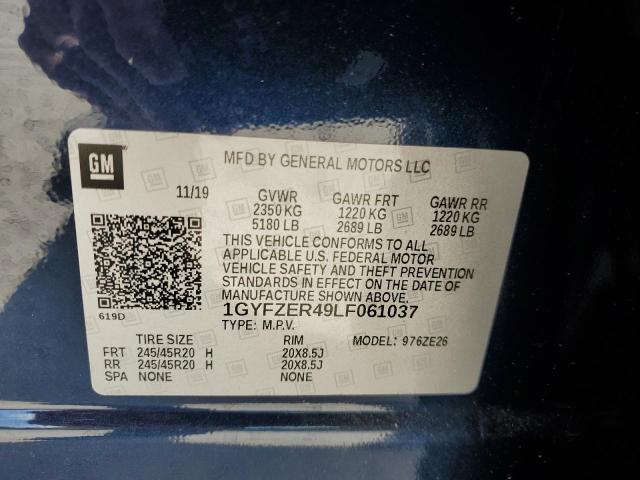 GM
MFD BY GENERAL MOTORS LLC
11/19 GVWR GAWR FRT GAWR RR
2350 KG 1220 KG 1220 KG
5180 LB 2689 LB 2689 LB
THIS VEHICLE CONFORMS TO ALL
APPLICABLE U.S. FEDERAL MOTOR
VEHICLE SAFETY AND THEFT PREVENTION
STANDARDS IN EFFECT ON THE DATE OF
MANUFACTURE SHOWN ABOVE.
619D
1GYFZER49LF061037
TYPE: M.P.V.
TIRE SIZE RIM MODEL: 976ZE26
FRT 245/45R20 H 20X8.5J
RR 245/45R20 H 20X8.5J
SPA NONE NONE